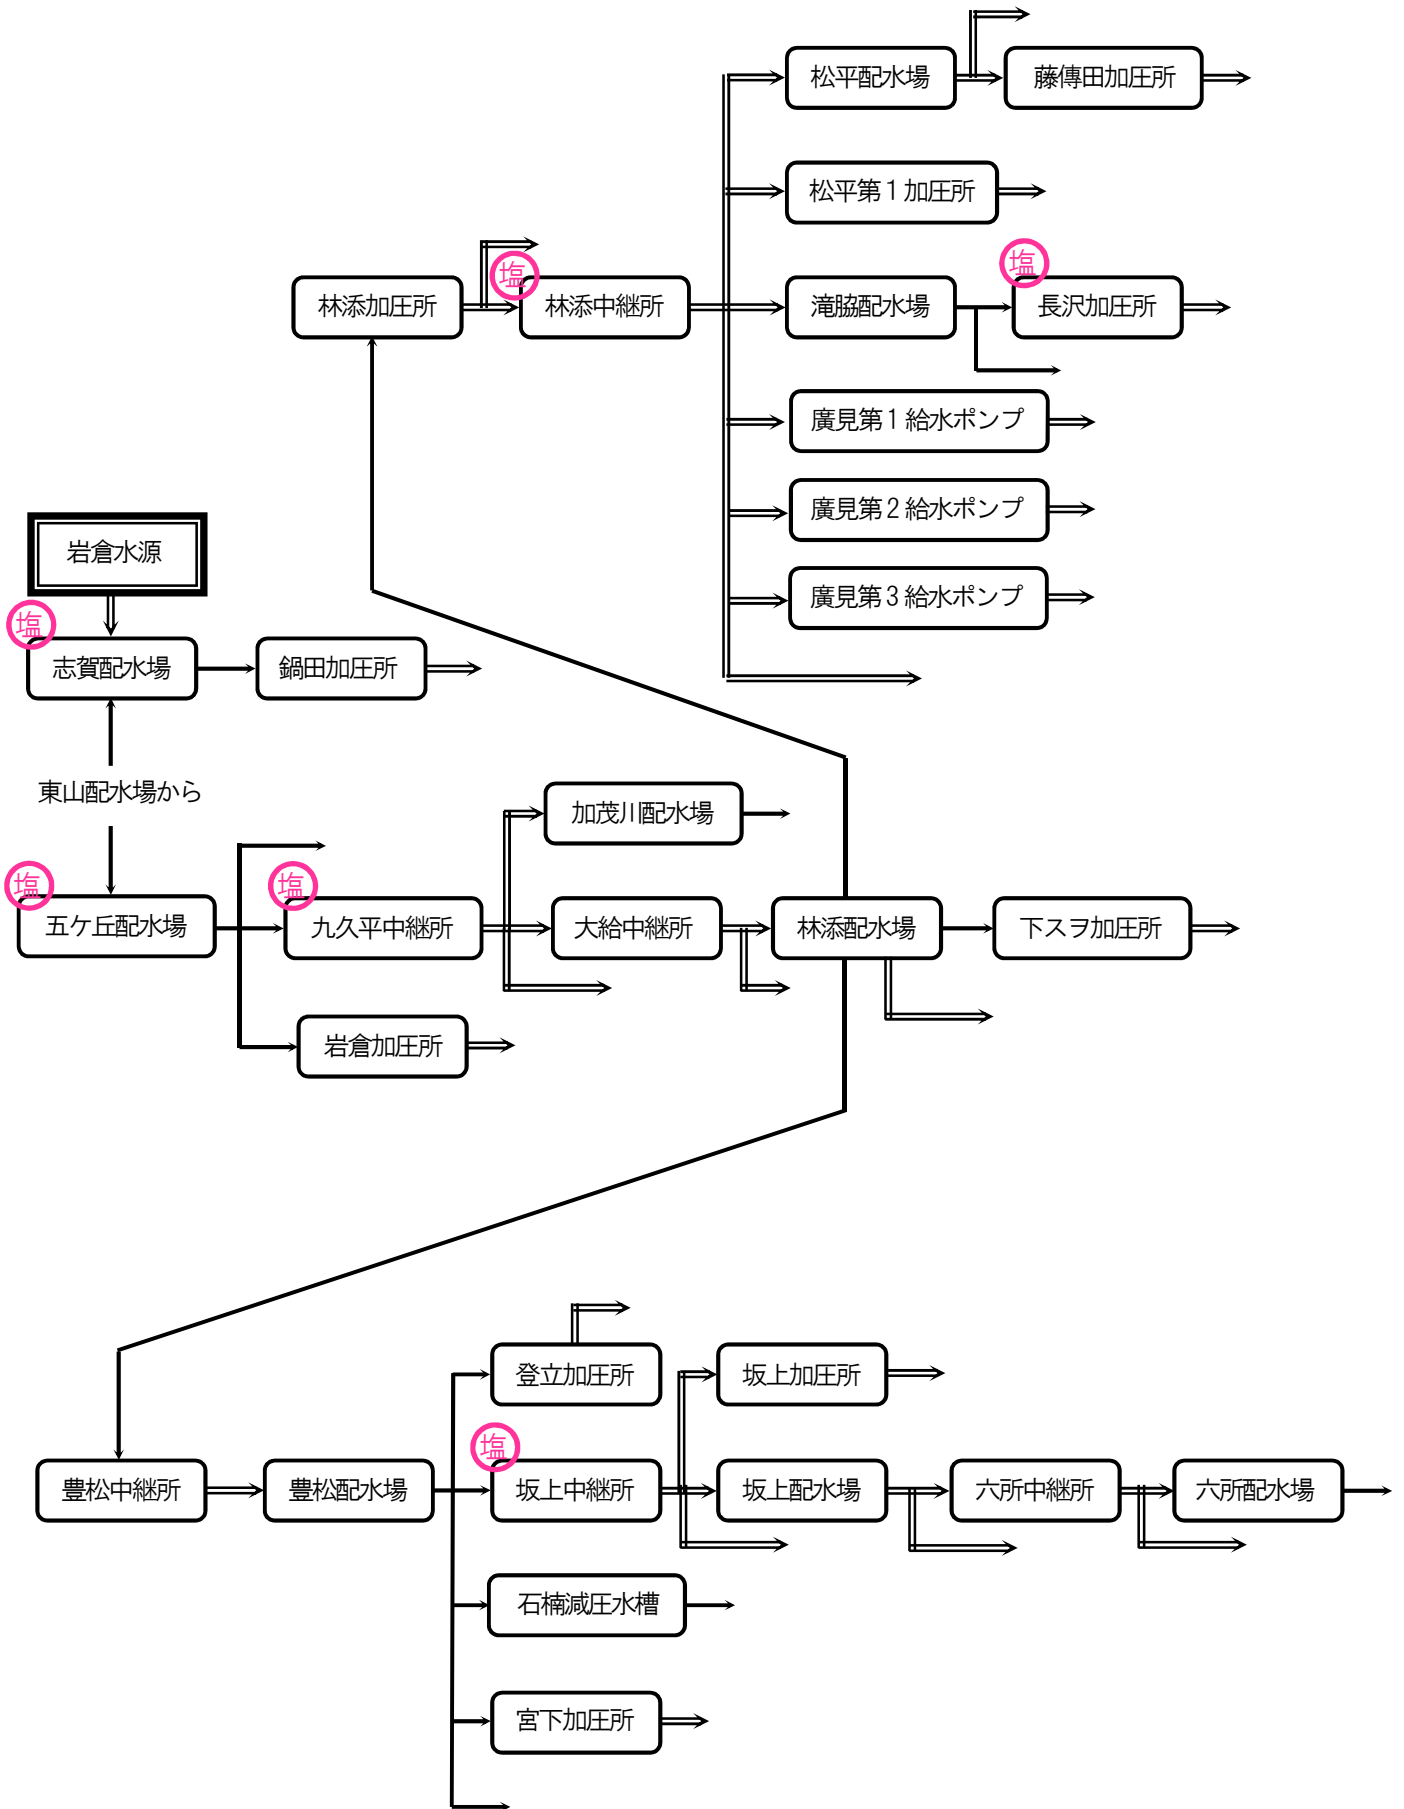 松平配水場
藤傳田加圧所
松平第１加圧所
塩
塩
林添加圧所
林添中継所
滝脇配水場
長沢加圧所
廣見第１給水ポンプ
廣見第２給水ポンプ
岩倉水源
廣見第３給水ポンプ
塩
志賀配水場
鍋田加圧所
東山配水場から
加茂川配水場
塩
塩
五ケ丘配水場
九久平中継所
大給中継所
林添配水場
下スヲ加圧所
岩倉加圧所
登立加圧所
坂上加圧所
塩
豊松中継所
豊松配水場
坂上中継所
坂上配水場
六所中継所
六所配水場
石楠減圧水槽
宮下加圧所